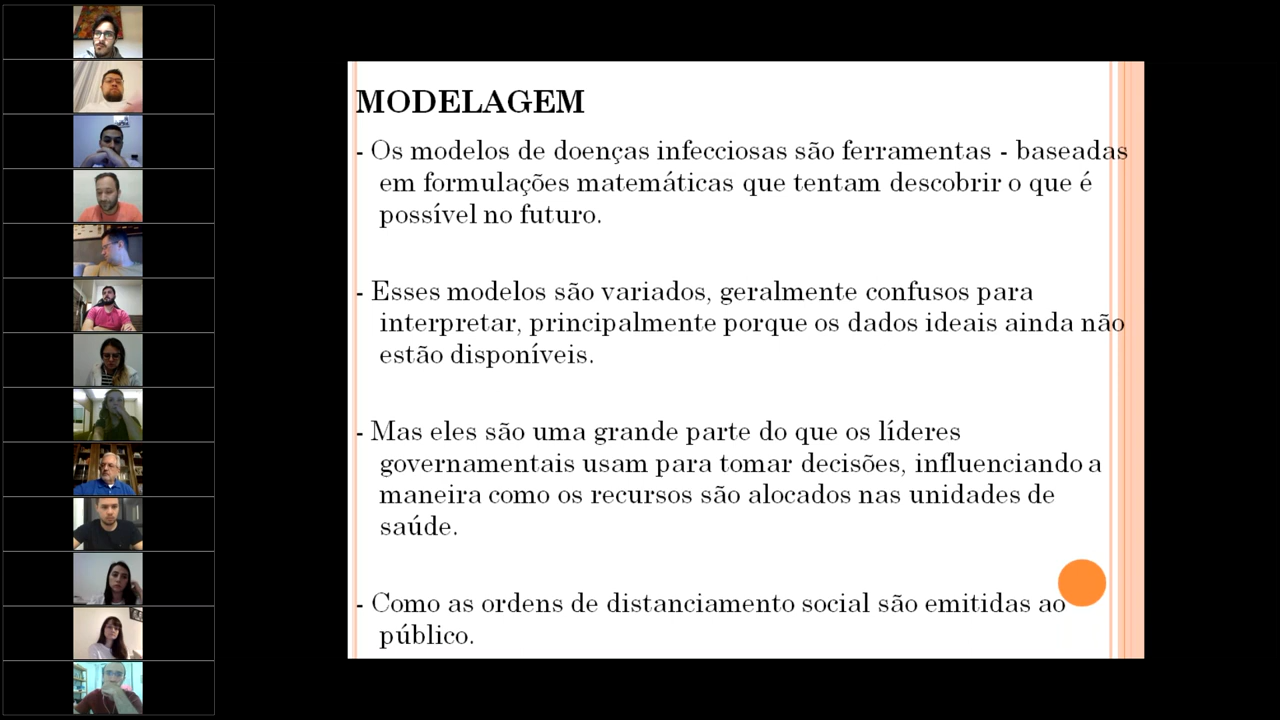 MODELAGEM
- Os modelos de doenças infecciosas são ferramentas - baseadas
em formulações matemáticas que tentam descobrir o que é
possível no futuro.
- Esses modelos são variados, geralmente confusos para
interpretar, principalmente porque os dados ideais ainda não
estão disponíveis.
- Mas eles são uma grande parte do que os líderes
governamentais usam para tomar decisões, influenciando a
maneira como os recursos são alocados nas unidades de
saúde.
- Como as ordens de distanciamento social são emitidas ao
público.